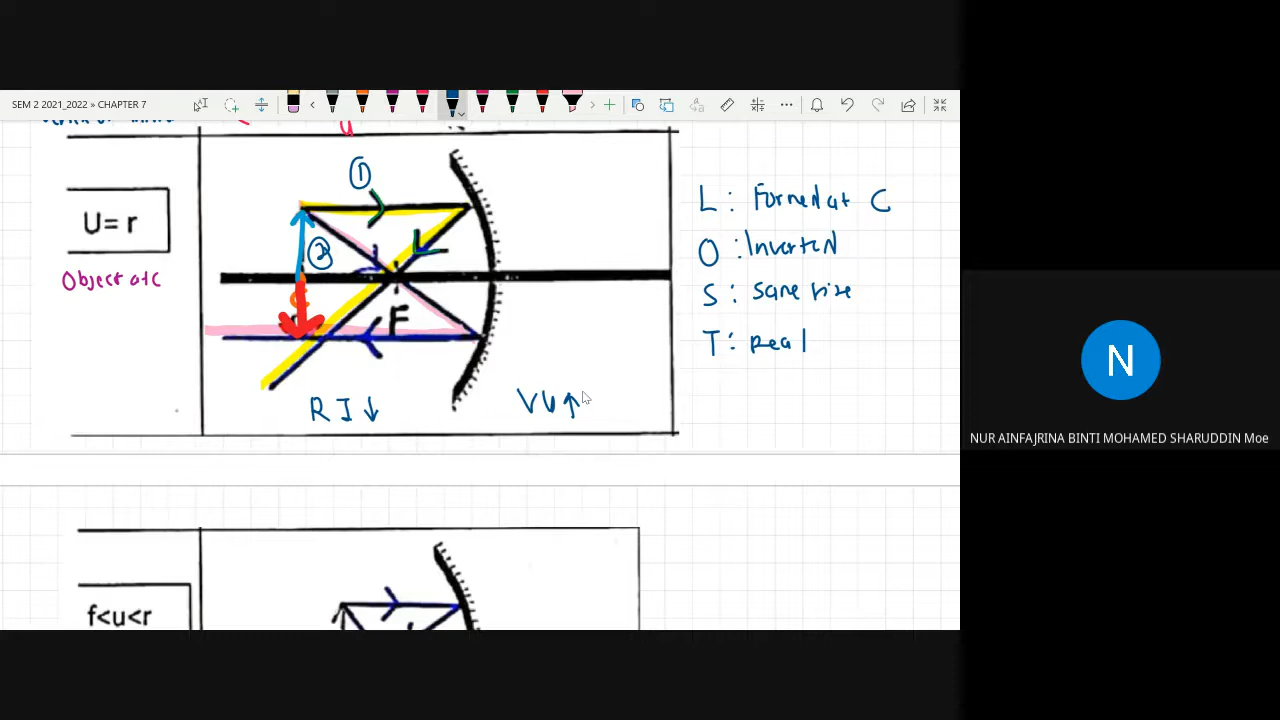 SEM 2 2021_2022 » CHAPTER 7
u
①
U= r
②
Object at C
F
R I ↓
V U ↑
L : Formed at C
O : Inverted
S : same size
T : real
f<u<r
N
NUR AINFAJRINA BINTI MOHAMED SHARUDDIN Moe